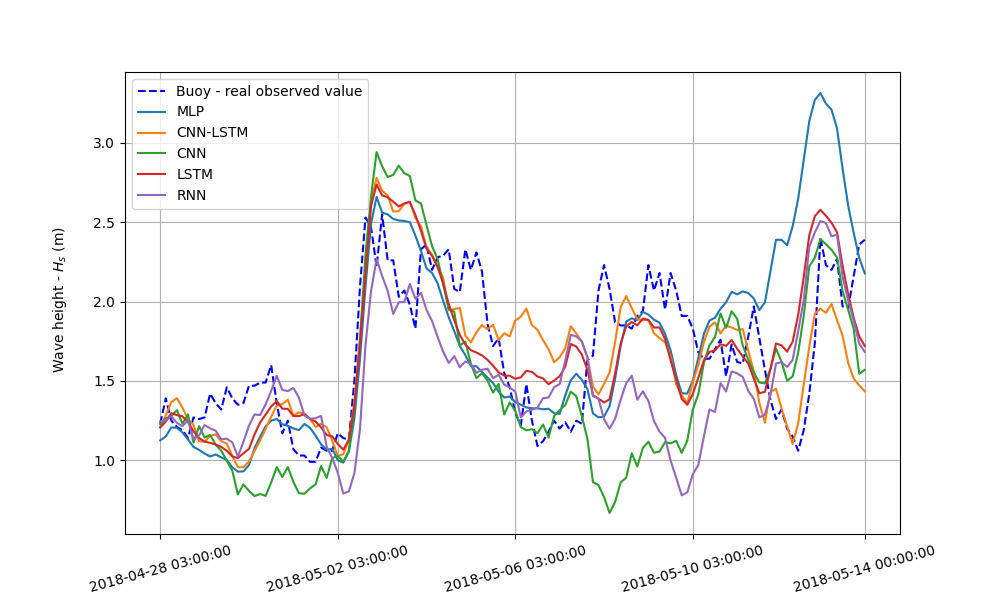 Buoy - real observed value
MLP
CNN-LSTM
CNN
LSTM
RNN
Wave height - Hₛ (m)
3.0
2.5
2.0
1.5
1.0
2018-04-28 03:00:00
2018-05-02 03:00:00
2018-05-06 03:00:00
2018-05-10 03:00:00
2018-05-14 00:00:00